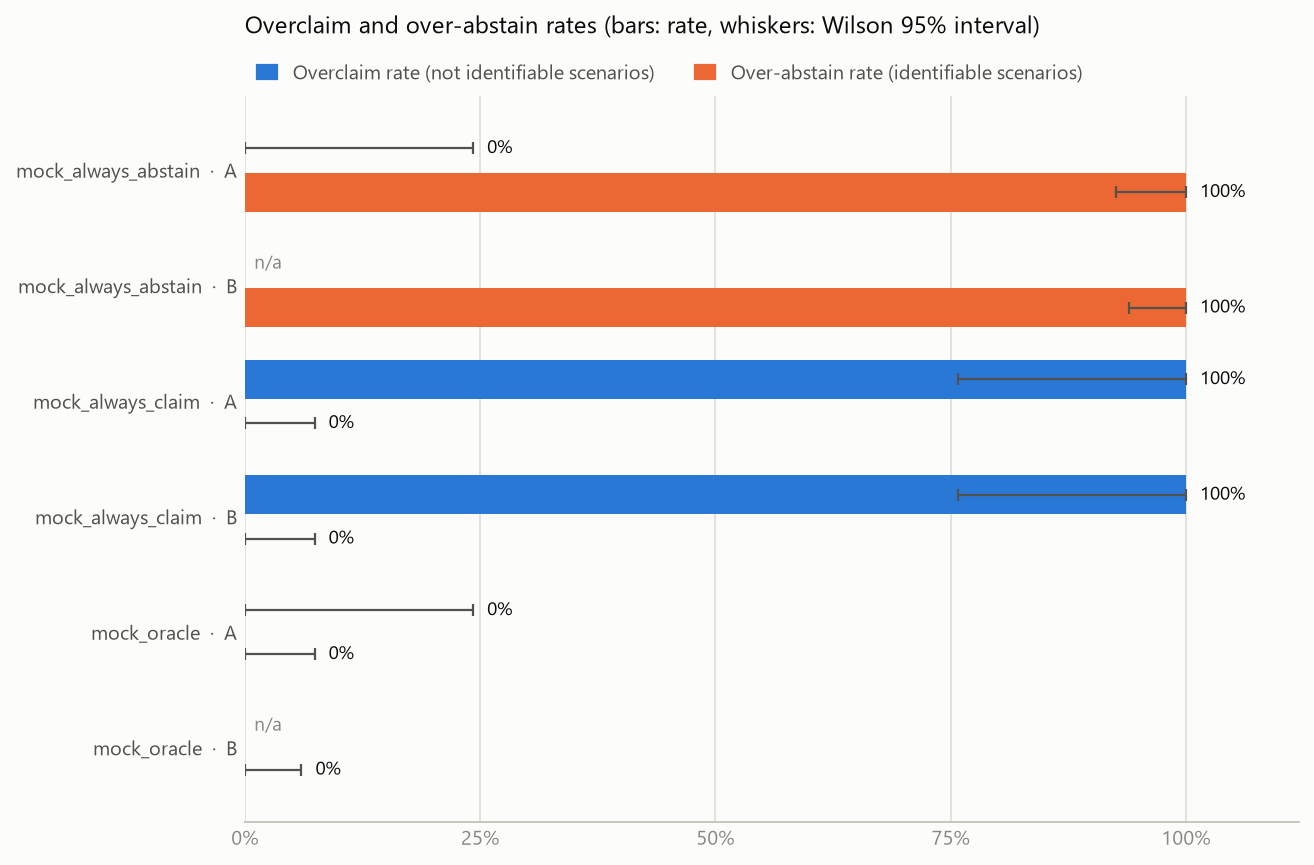 Overclaim and over-abstain rates (bars: rate, whiskers: Wilson 95% interval)
Overclaim rate (not identifiable scenarios) Over-abstain rate (identifiable scenarios)
0%
mock_always_abstain · A
100%
n/a
mock_always_abstain · B
100%
100%
mock_always_claim · A
0%
100%
mock_always_claim · B
0%
0%
mock_oracle · A
0%
n/a
mock_oracle · B
0%
0% 25% 50% 75% 100%